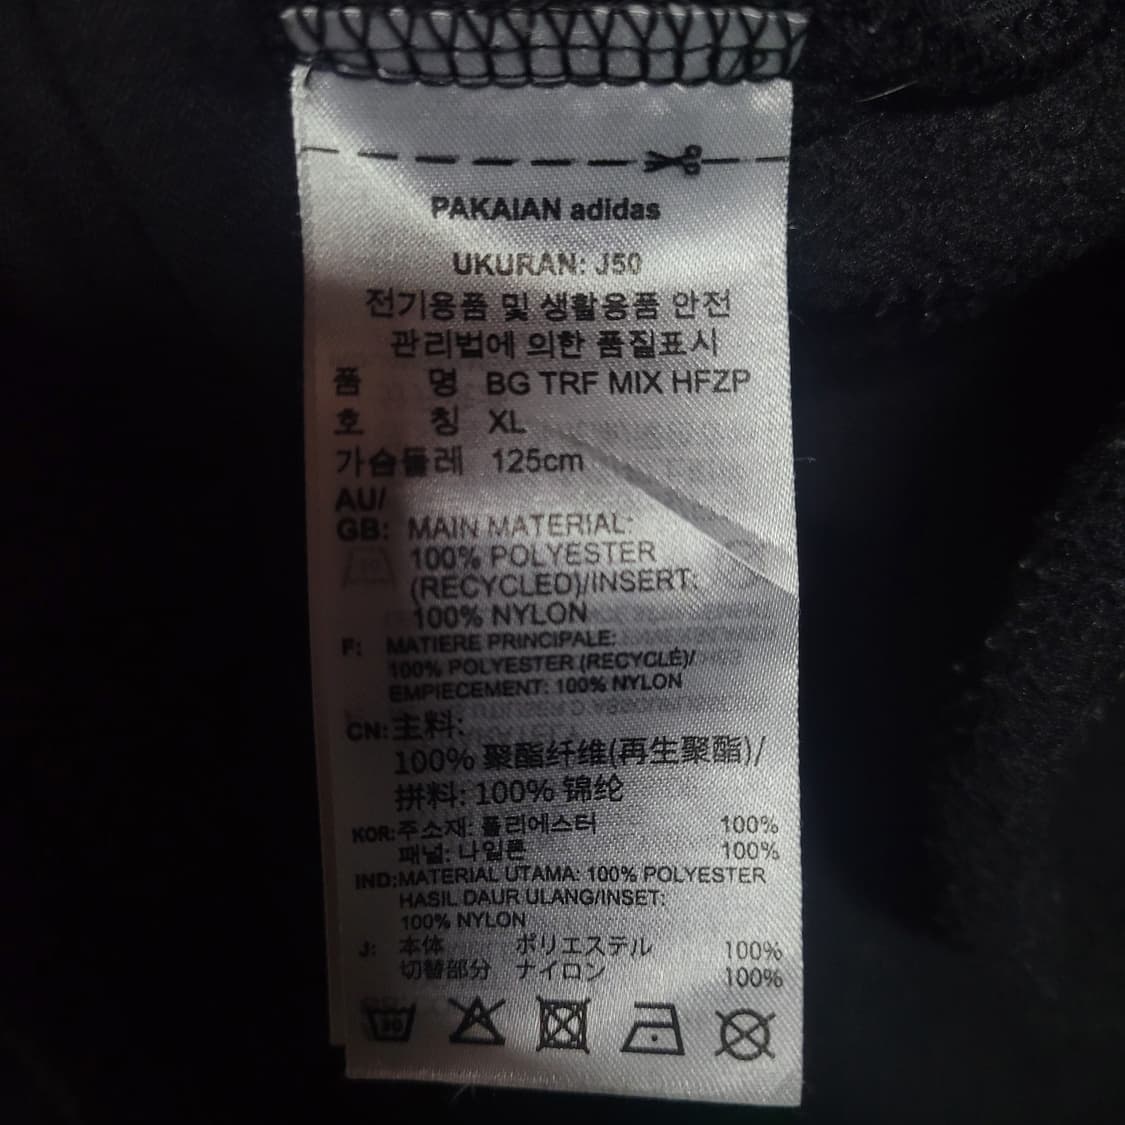 PAKAIAN adidas
UKURAN: J50
전기용품 및 생활용품 안전
관리법에 의한 품질표시
품 명 BG TRF MIX HFZP
호 칭 XL
가슴둘레 125cm
AU/
GB: MAIN MATERIAL:
100% POLYESTER
(RECYCLED)/INSERT:
100% NYLON
F: MATIERE PRINCIPALE:
100% POLYESTER (RECYCLÉ)/
EMPIECEMENT: 100% NYLON
CN: 主料:
100% 聚酯纤维(再生聚酯)/
拼料: 100% 锦纶
KOR: 주소재: 폴리에스터 100%
패널: 나일론 100%
IND: MATERIAL UTAMA: 100% POLYESTER
HASIL DAUR ULANG/INSET:
100% NYLON
J: 本体 ポリエステル 100%
切替部分 ナイロン 100%
30